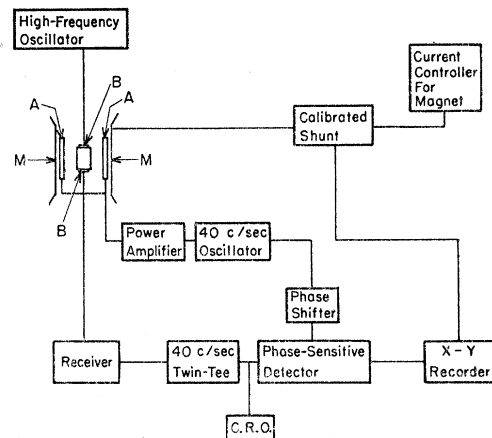 High-Frequency
Oscillator
B
A
A
Current
Controller
For
Magnet
Calibrated
Shunt
M
M
B
Power
Amplifier
40 c/sec
Oscillator
Phase
Shifter
Receiver
40 c/sec
Twin-Tee
Phase-Sensitive
Detector
X-Y
Recorder
C.R.O.